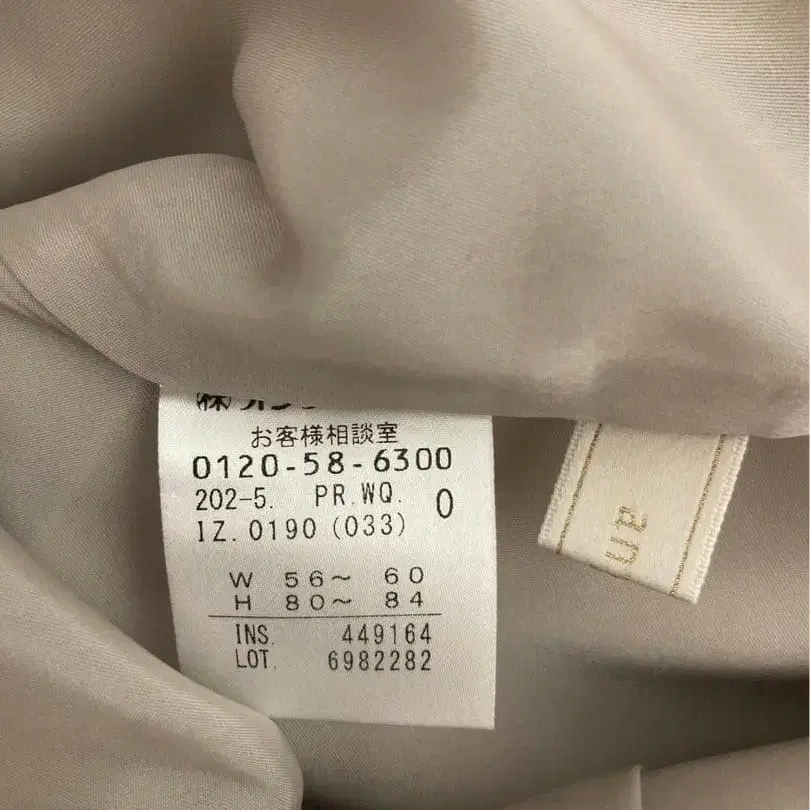 お客様相談室
0120-58-6300
202-5. PR.WQ. 0
IZ.0190(033)
W 56～ 60
H 80～ 84
INS. 449164
LOT. 6982282